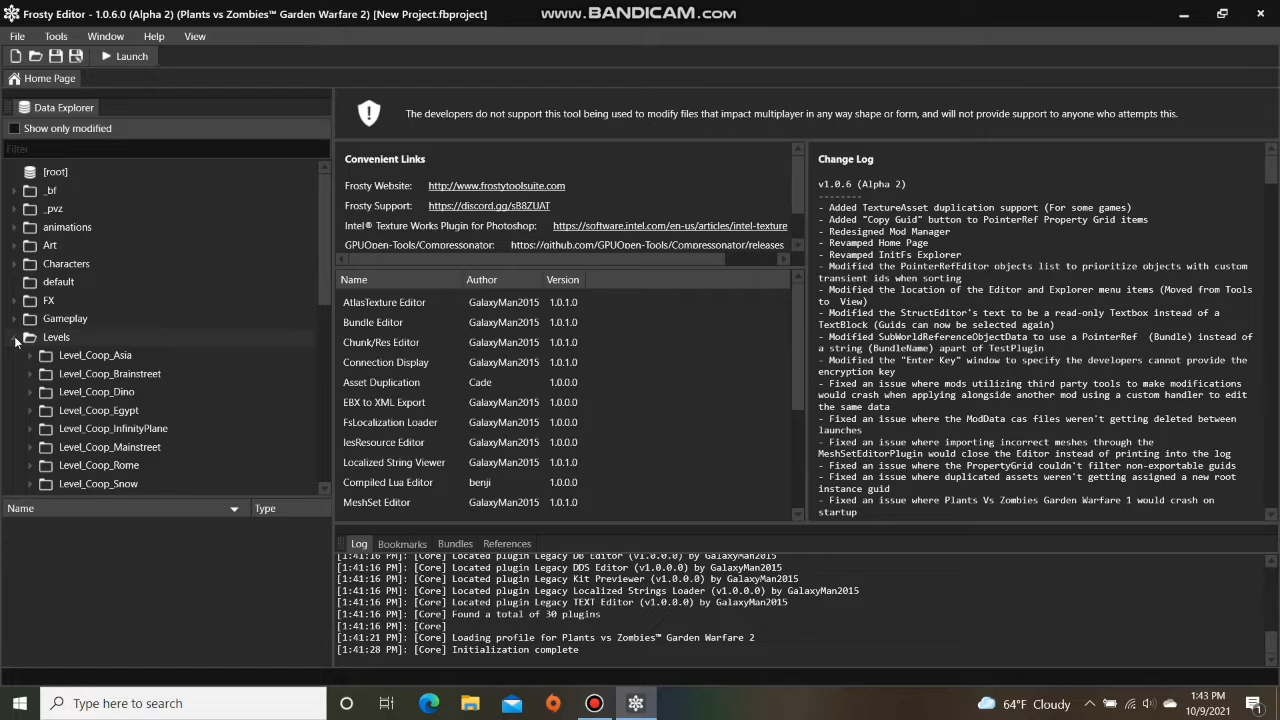 Frosty Editor - 1.0.6.0 (Alpha 2) (Plants vs Zombies™ Garden Warfare 2) [New Project.fbproject]
www.BANDICAM.com
File Tools Window Help View
Launch
Home Page
Data Explorer
Show only modified
Filter
[root]
_bf
_pvz
animations
Art
Characters
default
FX
Gameplay
Levels
Level_Coop_Asia
Level_Coop_Brainstreet
Level_Coop_Dino
Level_Coop_Egypt
Level_Coop_InfinityPlane
Level_Coop_Mainstreet
Level_Coop_Rome
Level_Coop_Snow
Name Type
The developers do not support this tool being used to modify files that impact multiplayer in any way shape or form, and will not provide support to anyone who attempts this.
Convenient Links
Frosty Website: http://www.frostytoolsuite.com
Frosty Support: https://discord.gg/sB8ZUAT
Intel® Texture Works Plugin for Photoshop: https://software.intel.com/en-us/articles/intel-texture
GPUOpen-Tools/Compressonator: https://github.com/GPUOpen-Tools/Compressonator/releases
Name Author Version
AtlasTexture Editor GalaxyMan2015 1.0.1.0
Bundle Editor GalaxyMan2015 1.0.1.0
Chunk/Res Editor GalaxyMan2015 1.0.1.0
Connection Display GalaxyMan2015 1.0.1.0
Asset Duplication Cade 1.0.0.0
EBX to XML Export GalaxyMan2015 1.0.0.0
FsLocalization Loader GalaxyMan2015 1.0.0.0
IesResource Editor GalaxyMan2015 1.0.0.0
Localized String Viewer GalaxyMan2015 1.0.1.0
Compiled Lua Editor benji 1.0.0.0
MeshSet Editor GalaxyMan2015 1.0.1.0
Change Log
v1.0.6 (Alpha 2)
--------
- Added TextureAsset duplication support (For some games)
- Added "Copy Guid" button to PointerRef Property Grid items
- Redesigned Mod Manager
- Revamped Home Page
- Revamped InitFs Explorer
- Modified the PointerRefEditor objects list to prioritize objects with custom
transient ids when sorting
- Modified the location of the Editor and Explorer menu items (Moved from Tools
to View)
- Modified the StructEditor's text to be a read-only Textbox instead of a
TextBlock (Guids can now be selected again)
- Modified SubWorldReferenceObjectData to use a PointerRef (Bundle) instead of
a string (BundleName) apart of TestPlugin
- Modified the "Enter Key" window to specify the developers cannot provide the
encryption key
- Fixed an issue where mods utilizing third party tools to make modifications
would crash when applying alongside another mod using a custom handler to edit
the same data
- Fixed an issue where the ModData cas files weren't getting deleted between
launches
- Fixed an issue where importing incorrect meshes through the
MeshSetEditorPlugin would close the Editor instead of printing into the log
- Fixed an issue where the PropertyGrid couldn't filter non-exportable guids
- Fixed an issue where duplicated assets weren't getting assigned a new root
instance guid
- Fixed an issue where Plants Vs Zombies Garden Warfare 1 would crash on
startup
Log Bookmarks Bundles References
[1:41:16 PM]: [Core] Located plugin Legacy DB Editor (v1.0.0.0) by GalaxyMan2015
[1:41:16 PM]: [Core] Located plugin Legacy DDS Editor (v1.0.0.0) by GalaxyMan2015
[1:41:16 PM]: [Core] Located plugin Legacy Kit Previewer (v1.0.0.0) by GalaxyMan2015
[1:41:16 PM]: [Core] Located plugin Legacy Localized Strings Loader (v1.0.0.0) by GalaxyMan2015
[1:41:16 PM]: [Core] Located plugin Legacy TEXT Editor (v1.0.0.0) by GalaxyMan2015
[1:41:16 PM]: [Core] Found a total of 30 plugins
[1:41:16 PM]: [Core]
[1:41:21 PM]: [Core] Loading profile for Plants vs Zombies™ Garden Warfare 2
[1:41:28 PM]: [Core] Initialization complete
Type here to search
64°F Cloudy
1:43 PM
10/9/2021
1